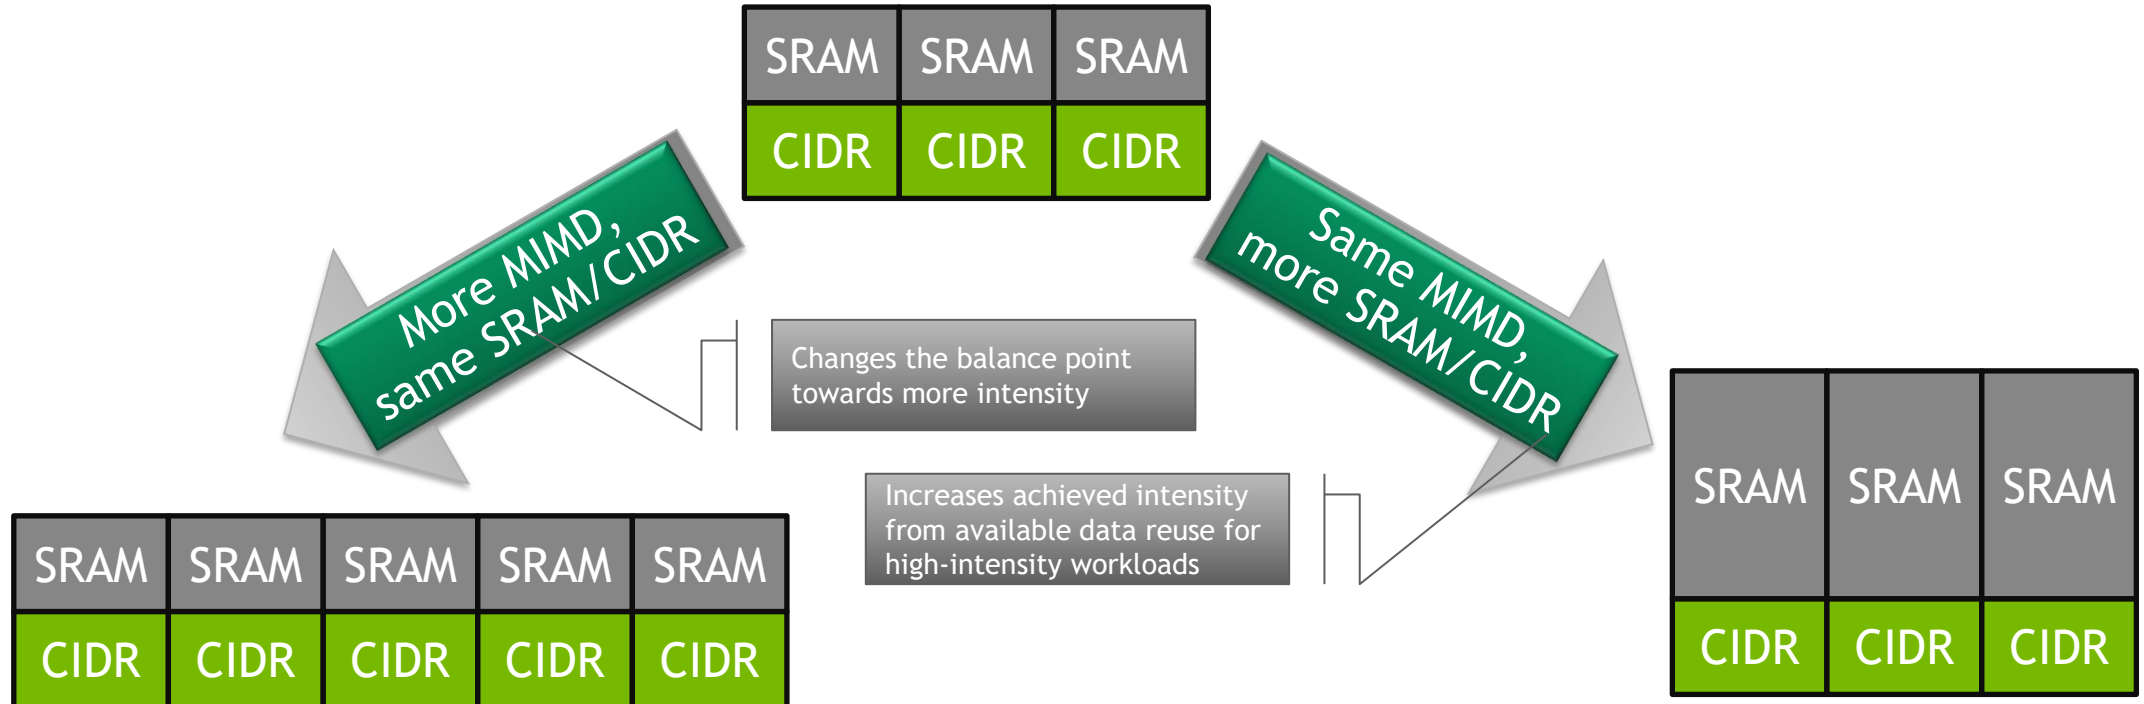 SRAM SRAM SRAM
CIDR CIDR CIDR
More MIMD,
same SRAM/CIDR
Same MIMD,
more SRAM/CIDR
Changes the balance point
towards more intensity
Increases achieved intensity
from available data reuse for
high-intensity workloads
SRAM SRAM SRAM SRAM SRAM
CIDR CIDR CIDR CIDR CIDR
SRAM SRAM SRAM
CIDR CIDR CIDR